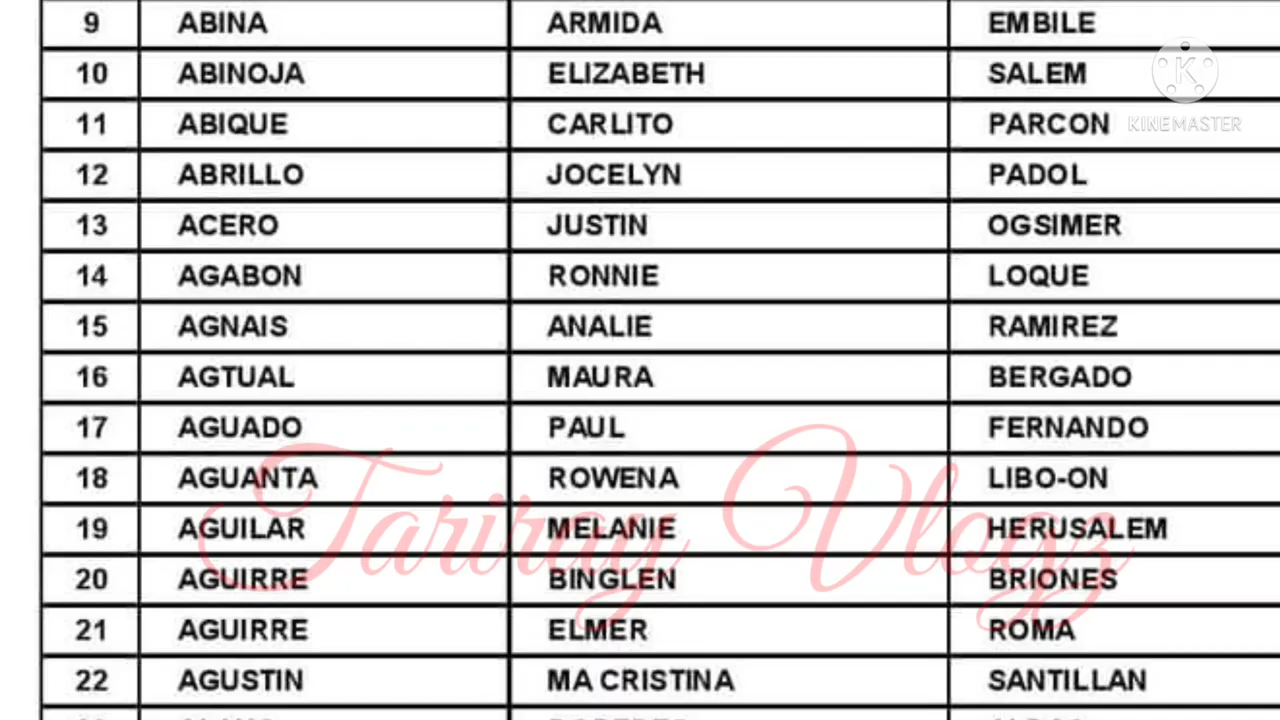 9 ABINA ARMIDA EMBILE
10 ABINOJA ELIZABETH SALEM
11 ABIQUE CARLITO PARCON
KINEMASTER
12 ABRILLO JOCELYN PADOL
13 ACERO JUSTIN OGSIMER
14 AGABON RONNIE LOQUE
15 AGNAIS ANALIE RAMIREZ
16 AGTUAL MAURA BERGADO
17 AGUADO PAUL FERNANDO
18 AGUANTA ROWENA LIBO-ON
19 AGUILAR MELANIE HERUSALEM
Tariray Vlogz
20 AGUIRRE BINGLEN BRIONES
21 AGUIRRE ELMER ROMA
22 AGUSTIN MA CRISTINA SANTILLAN